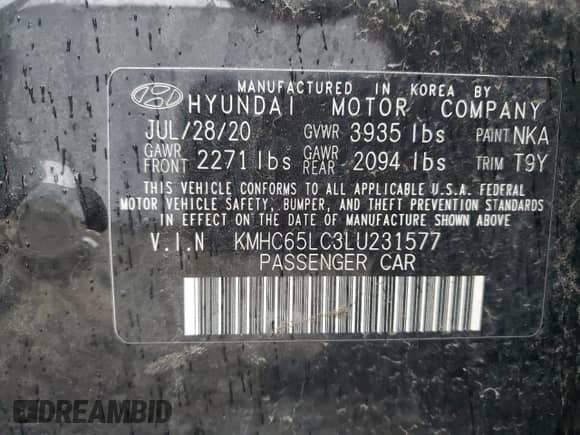 MANUFACTURED IN KOREA BY
HYUNDAI MOTOR COMPANY
JUL/28/20 GVWR 3935 lbs PAINT NKA
GAWR FRONT 2271 lbs GAWR REAR 2094 lbs TRIM T9Y
THIS VEHICLE CONFORMS TO ALL APPLICABLE U.S.A. FEDERAL
MOTOR VEHICLE SAFETY, BUMPER, AND THEFT PREVENTION STANDARDS
IN EFFECT ON THE DATE OF MANUFACTURE SHOWN ABOVE.
V.I.N KMHC65LC3LU231577
PASSENGER CAR
DREAMBID